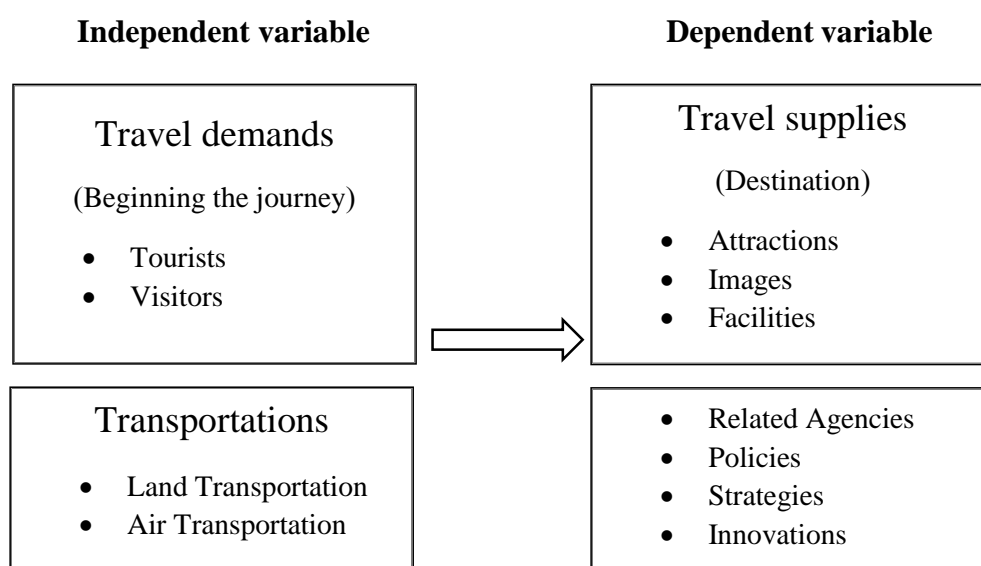 Independent variable
Travel demands
(Beginning the journey)
• Tourists
• Visitors
Transportations
• Land Transportation
• Air Transportation
Dependent variable
Travel supplies
(Destination)
• Attractions
• Images
• Facilities
• Related Agencies
• Policies
• Strategies
• Innovations